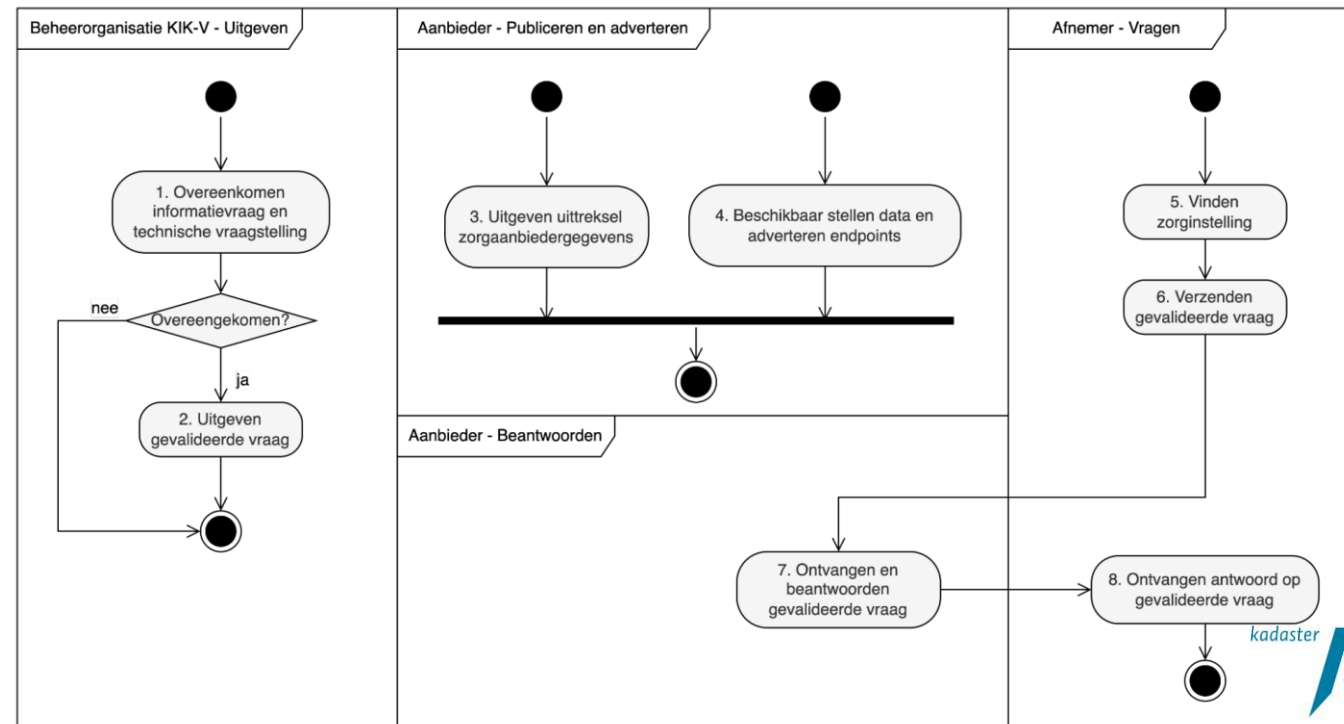 Beheerorganisatie KIK-V - Uitgeven
1. Overeenkomen
informatievraag en
technische vraagstelling
nee
Overeengekomen?
ja
2. Uitgeven
gevalideerde vraag
Aanbieder - Publiceren en adverteren
3. Uitgeven uittreksel
zorgaanbiedergegevens
4. Beschikbaar stellen data en
adverteren endpoints
Aanbieder - Beantwoorden
7. Ontvangen en
beantwoorden
gevalideerde vraag
Afnemer - Vragen
5. Vinden
zorginstelling
6. Verzenden
gevalideerde vraag
8. Ontvangen antwoord op
gevalideerde vraag
kadaster